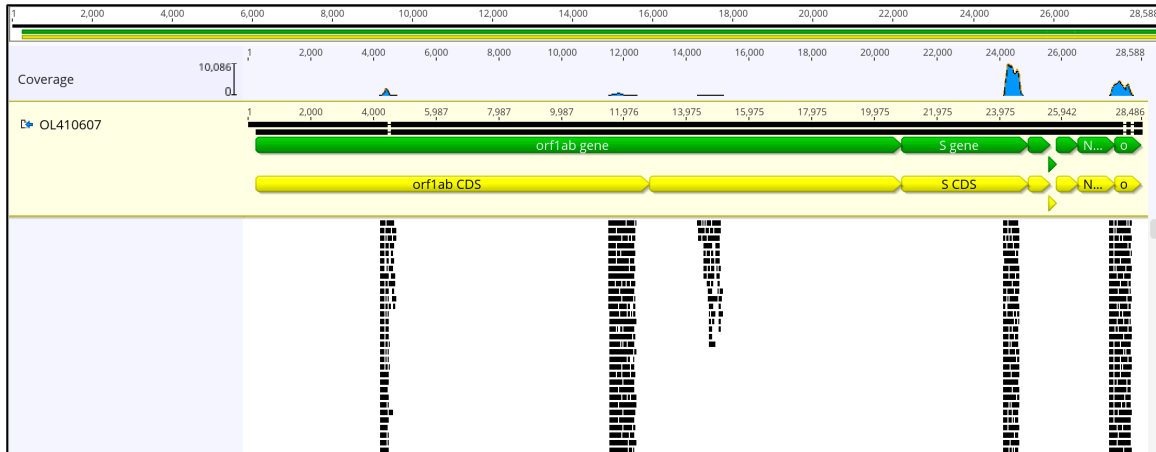 1 2,000 4,000 6,000 8,000 10,000 12,000 14,000 16,000 18,000 20,000 22,000 24,000 26,000 28,588
1 2,000 4,000 6,000 8,000 10,000 12,000 14,000 16,000 18,000 20,000 22,000 24,000 26,000 28,588
10,086
Coverage
0
1 2,000 4,000 5,987 7,987 9,987 11,976 13,975 15,975 17,975 19,975 21,975 23,975 25,942 28,486
OL410607
orf1ab gene S gene N... o
orf1ab CDS S CDS N... o